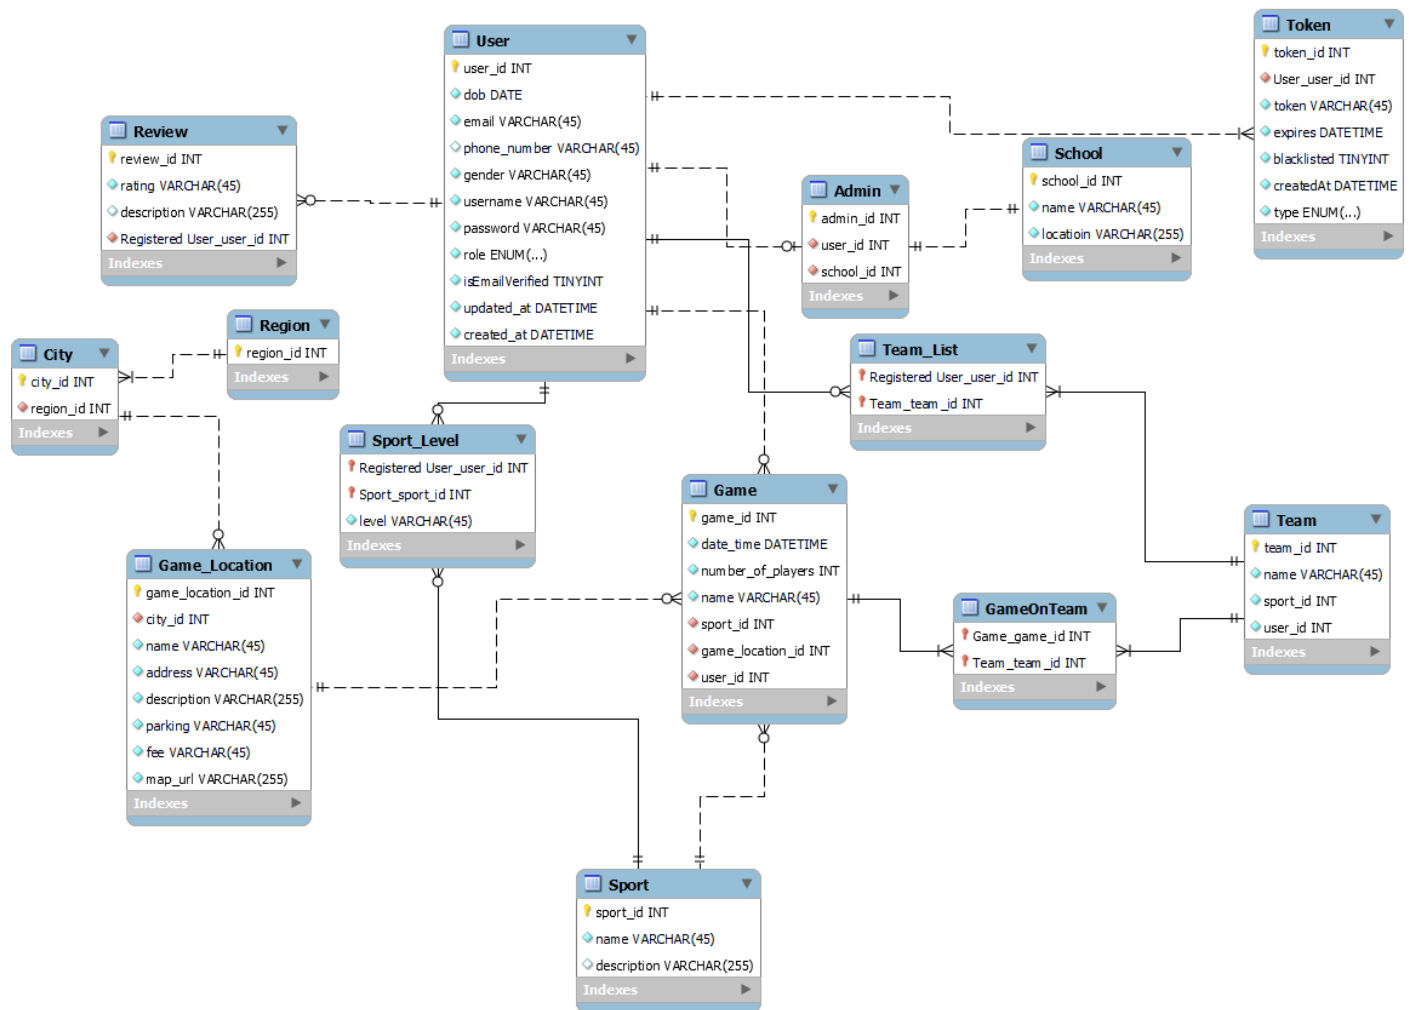 User
user_id INT
dob DATE
email VARCHAR(45)
phone_number VARCHAR(45)
gender VARCHAR(45)
username VARCHAR(45)
password VARCHAR(45)
role ENUM(...)
isEmailVerified TINYINT
updated_at DATETIME
created_at DATETIME
Indexes
Token
token_id INT
User_user_id INT
token VARCHAR(45)
expires DATETIME
blacklisted TINYINT
createdAt DATETIME
type ENUM(...)
Indexes
Review
review_id INT
rating VARCHAR(45)
description VARCHAR(255)
Registered User_user_id INT
Indexes
School
school_id INT
name VARCHAR(45)
locatioin VARCHAR(255)
Indexes
Admin
admin_id INT
user_id INT
school_id INT
Indexes
Region
region_id INT
Indexes
City
city_id INT
region_id INT
Indexes
Team_List
Registered User_user_id INT
Team_team_id INT
Indexes
Sport_Level
Registered User_user_id INT
Sport_sport_id INT
level VARCHAR(45)
Indexes
Game
game_id INT
date_time DATETIME
number_of_players INT
name VARCHAR(45)
sport_id INT
game_location_id INT
user_id INT
Indexes
Team
team_id INT
name VARCHAR(45)
sport_id INT
user_id INT
Indexes
Game_Location
game_location_id INT
city_id INT
name VARCHAR(45)
address VARCHAR(45)
description VARCHAR(255)
parking VARCHAR(45)
fee VARCHAR(45)
map_url VARCHAR(255)
Indexes
GameOnTeam
Game_game_id INT
Team_team_id INT
Indexes
Sport
sport_id INT
name VARCHAR(45)
description VARCHAR(255)
Indexes